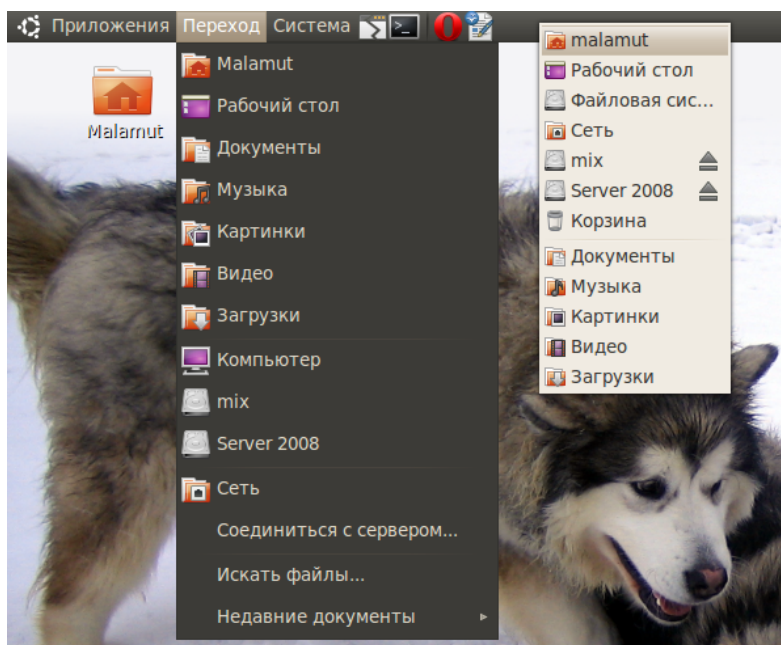 Приложения Переход Система
Malamut
Malamut
Рабочий стол
Документы
Музыка
Картинки
Видео
Загрузки
Компьютер
mix
Server 2008
Сеть
Соединиться с сервером...
Искать файлы...
Недавние документы
malamut
Рабочий стол
Файловая сис...
Сеть
mix
Server 2008
Корзина
Документы
Музыка
Картинки
Видео
Загрузки